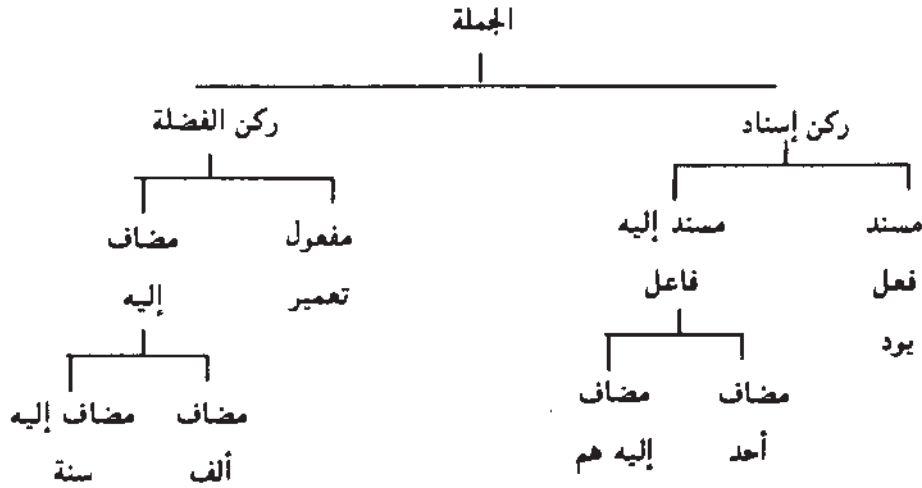 الجملة
ركن إسناد
ركن الفضلة
مسند
مسند إليه
مفعول
مضاف
فعل
فاعل
تعمير
إليه
يود
مضاف
مضاف
مضاف
مضاف إليه
أحد
إليه هم
ألف
سنة